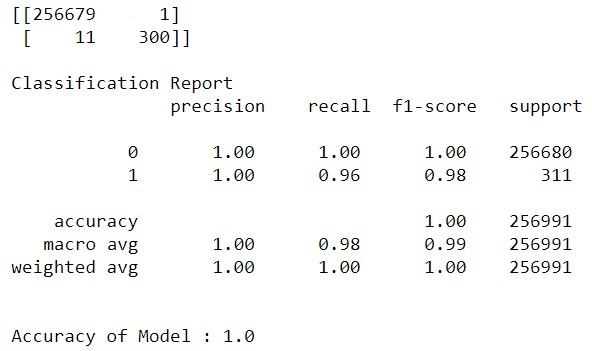 [[256679      1]
 [    11    300]]
Classification Report
              precision    recall  f1-score   support
           0       1.00      1.00      1.00    256680
           1       1.00      0.96      0.98       311
    accuracy                           1.00    256991
   macro avg       1.00      0.98      0.99    256991
weighted avg       1.00      1.00      1.00    256991
Accuracy of Model : 1.0